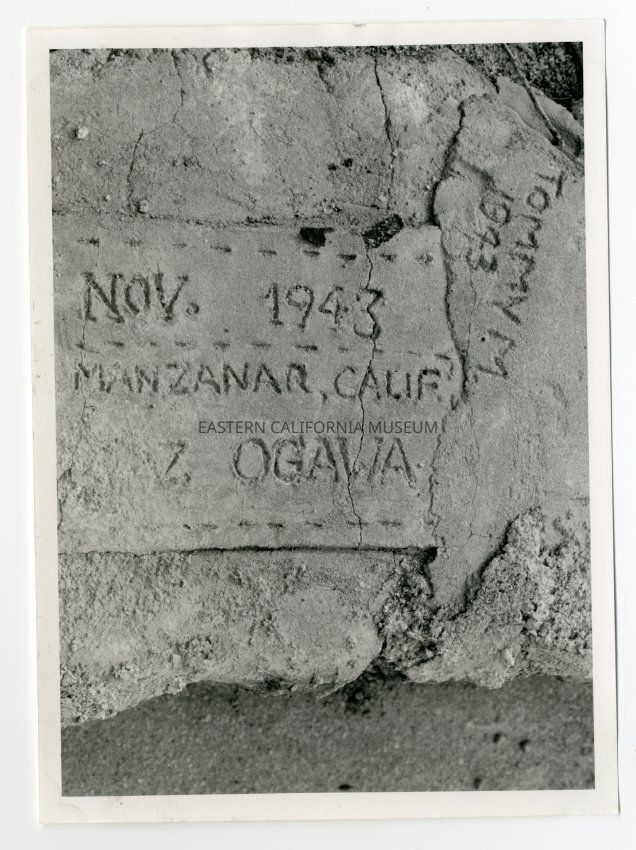 NOV. 1943
MANZANAR, CALIF.
Z. OGAWA
TOMMY M.
1943
EASTERN CALIFORNIA MUSEUM